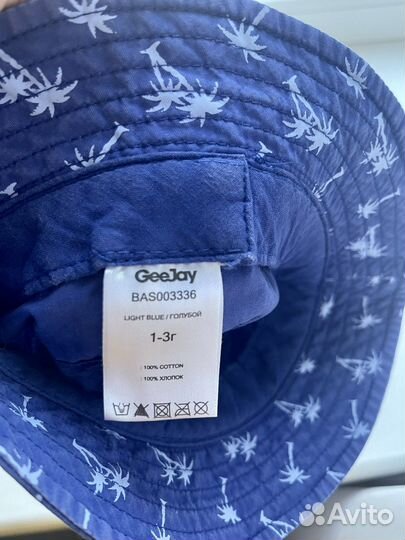 GeeJay
BAS003336
LIGHT BLUE / ГОЛУБОЙ
1-3г
100% COTTON
100% ХЛОПОК
Avito